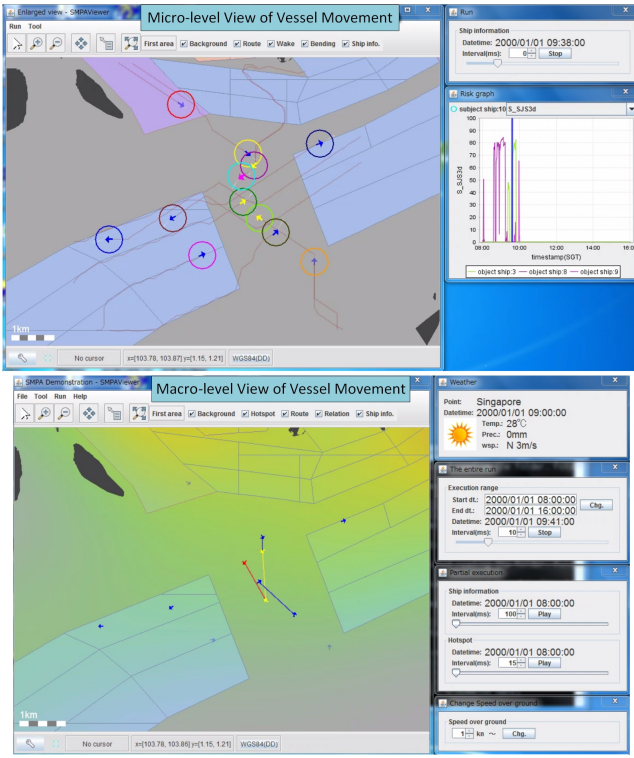 Enlarged view - SMPAViewer
Micro-level View of Vessel Movement
Run Tool
First area Background Route Wake Bending Ship info.
1km
No cursor x=[103.78, 103.87] y=[1.15, 1.21] WGS84(DD)
Run
Ship information
Datetime: 2000/01/01 09:38:00
Interval(ms): 0 Stop
Risk graph
subject ship:10 S_SJS3d
S_SJS3d
100
90
80
70
60
50
40
30
20
10
0
08:00 10:00 12:00 14:00 16:0
timestamp(SGT)
object ship:3 object ship:8 object ship:9
SMPA Demonstration - SMPAViewer
Macro-level View of Vessel Movement
File Tool Run Help
First area Background Hotspot Route Relation Ship info.
1km
No cursor x=[103.78, 103.86] y=[1.15, 1.21] WGS84(DD)
Weather
Point: Singapore
Datetime: 2000/01/01 09:00:00
Temp.: 28℃
Prec.: 0mm
wsp.: N 3m/s
The entire run
Execution range
Start dt.: 2000/01/01 08:00:00
End dt.: 2000/01/01 16:00:00
Chg.
Datetime: 2000/01/01 09:41:00
Interval(ms): 10 Stop
Partial execution
Ship information
Datetime: 2000/01/01 08:00:00
Interval(ms): 100 Play
Hotspot
Datetime: 2000/01/01 08:00:00
Interval(ms): 15 Play
Change Speed over ground
Speed over ground
1 kn ～ Chg.